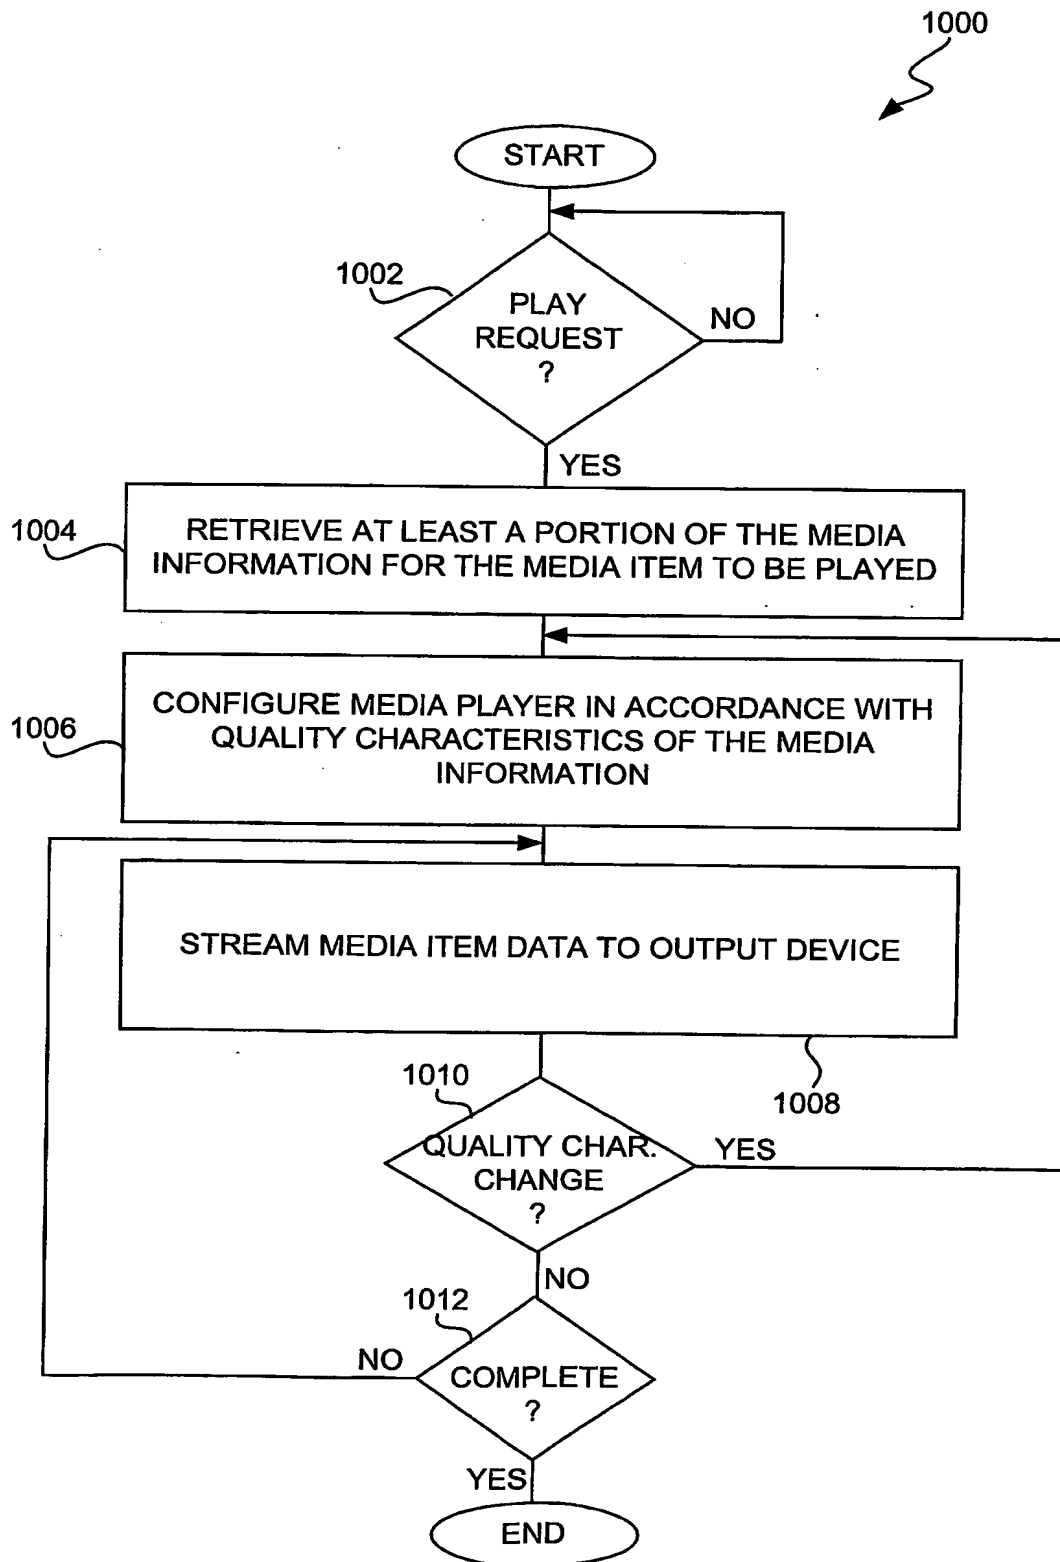 1000
START
1002
PLAY
REQUEST
?
NO
YES
1004
RETRIEVE AT LEAST A PORTION OF THE MEDIA
INFORMATION FOR THE MEDIA ITEM TO BE PLAYED
1006
CONFIGURE MEDIA PLAYER IN ACCORDANCE WITH
QUALITY CHARACTERISTICS OF THE MEDIA
INFORMATION
STREAM MEDIA ITEM DATA TO OUTPUT DEVICE
1008
1010
QUALITY CHAR.
CHANGE
?
YES
NO
1012
COMPLETE
?
NO
YES
END